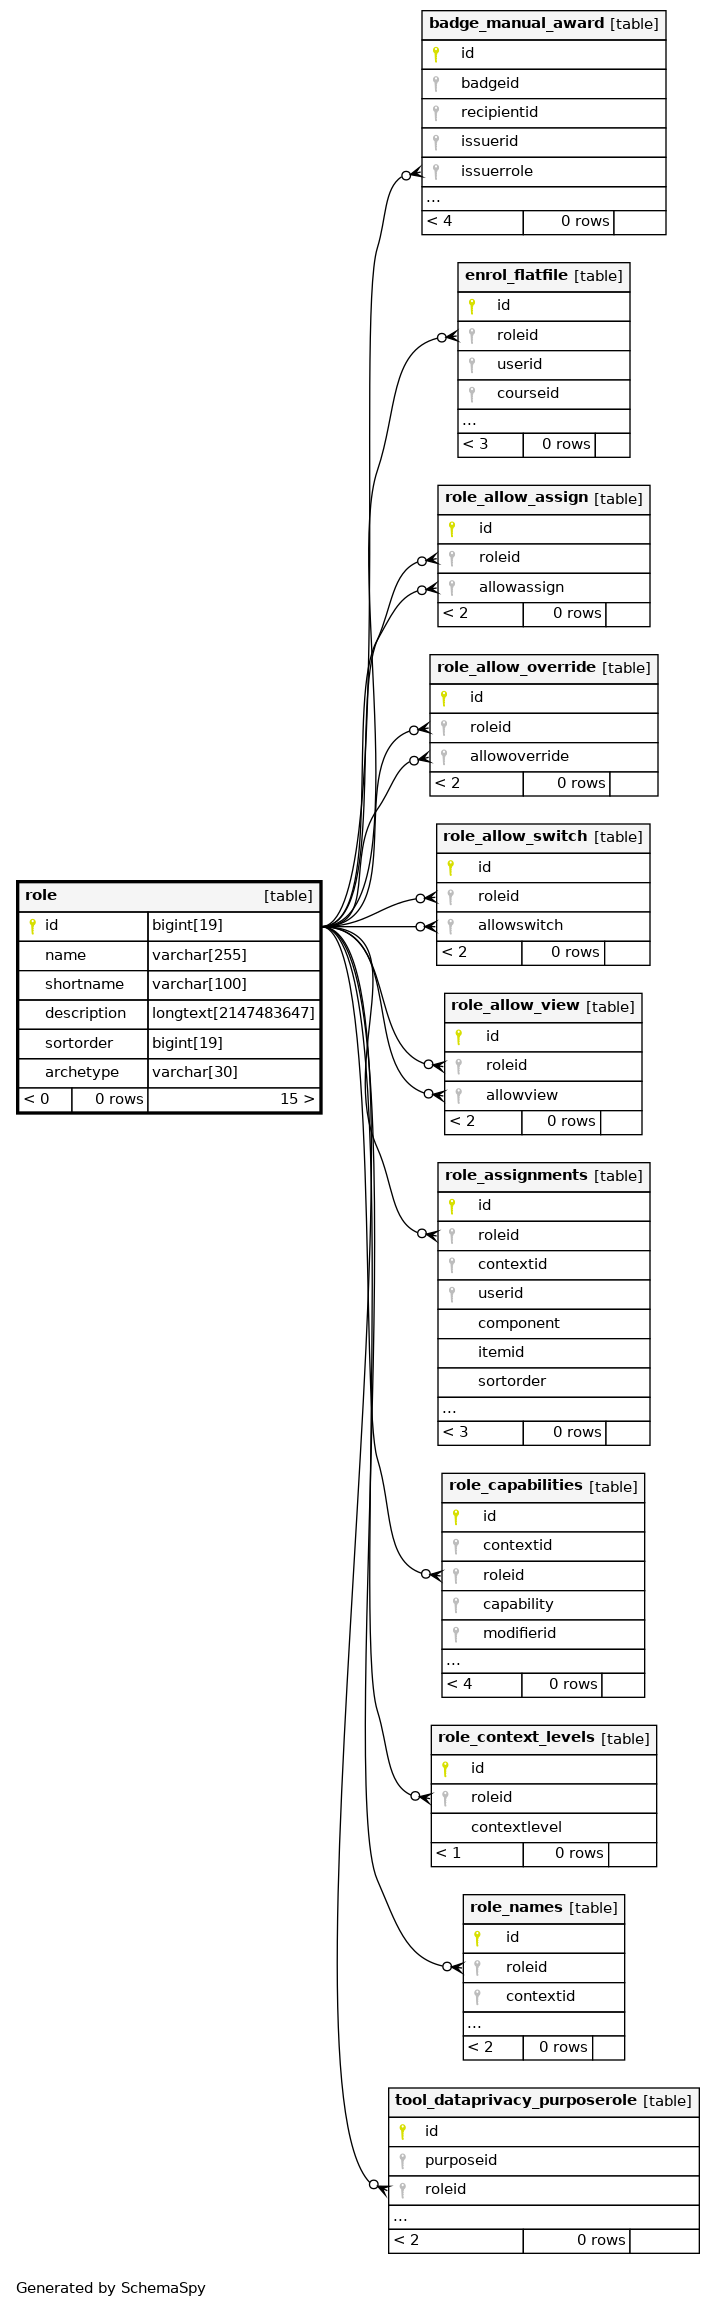 badge_manual_award [table]
id
badgeid
recipientid
issuerid
issuerrole
...
< 4 0 rows
enrol_flatfile [table]
id
roleid
userid
courseid
...
< 3 0 rows
role_allow_assign [table]
id
roleid
allowassign
< 2 0 rows
role_allow_override [table]
id
roleid
allowoverride
< 2 0 rows
role_allow_switch [table]
id
roleid
allowswitch
< 2 0 rows
role [table]
id bigint[19]
name varchar[255]
shortname varchar[100]
description longtext[2147483647]
sortorder bigint[19]
archetype varchar[30]
< 0 0 rows 15 >
role_allow_view [table]
id
roleid
allowview
< 2 0 rows
role_assignments [table]
id
roleid
contextid
userid
component
itemid
sortorder
...
< 3 0 rows
role_capabilities [table]
id
contextid
roleid
capability
modifierid
...
< 4 0 rows
role_context_levels [table]
id
roleid
contextlevel
< 1 0 rows
role_names [table]
id
roleid
contextid
...
< 2 0 rows
tool_dataprivacy_purposerole [table]
id
purposeid
roleid
...
< 2 0 rows
Generated by SchemaSpy